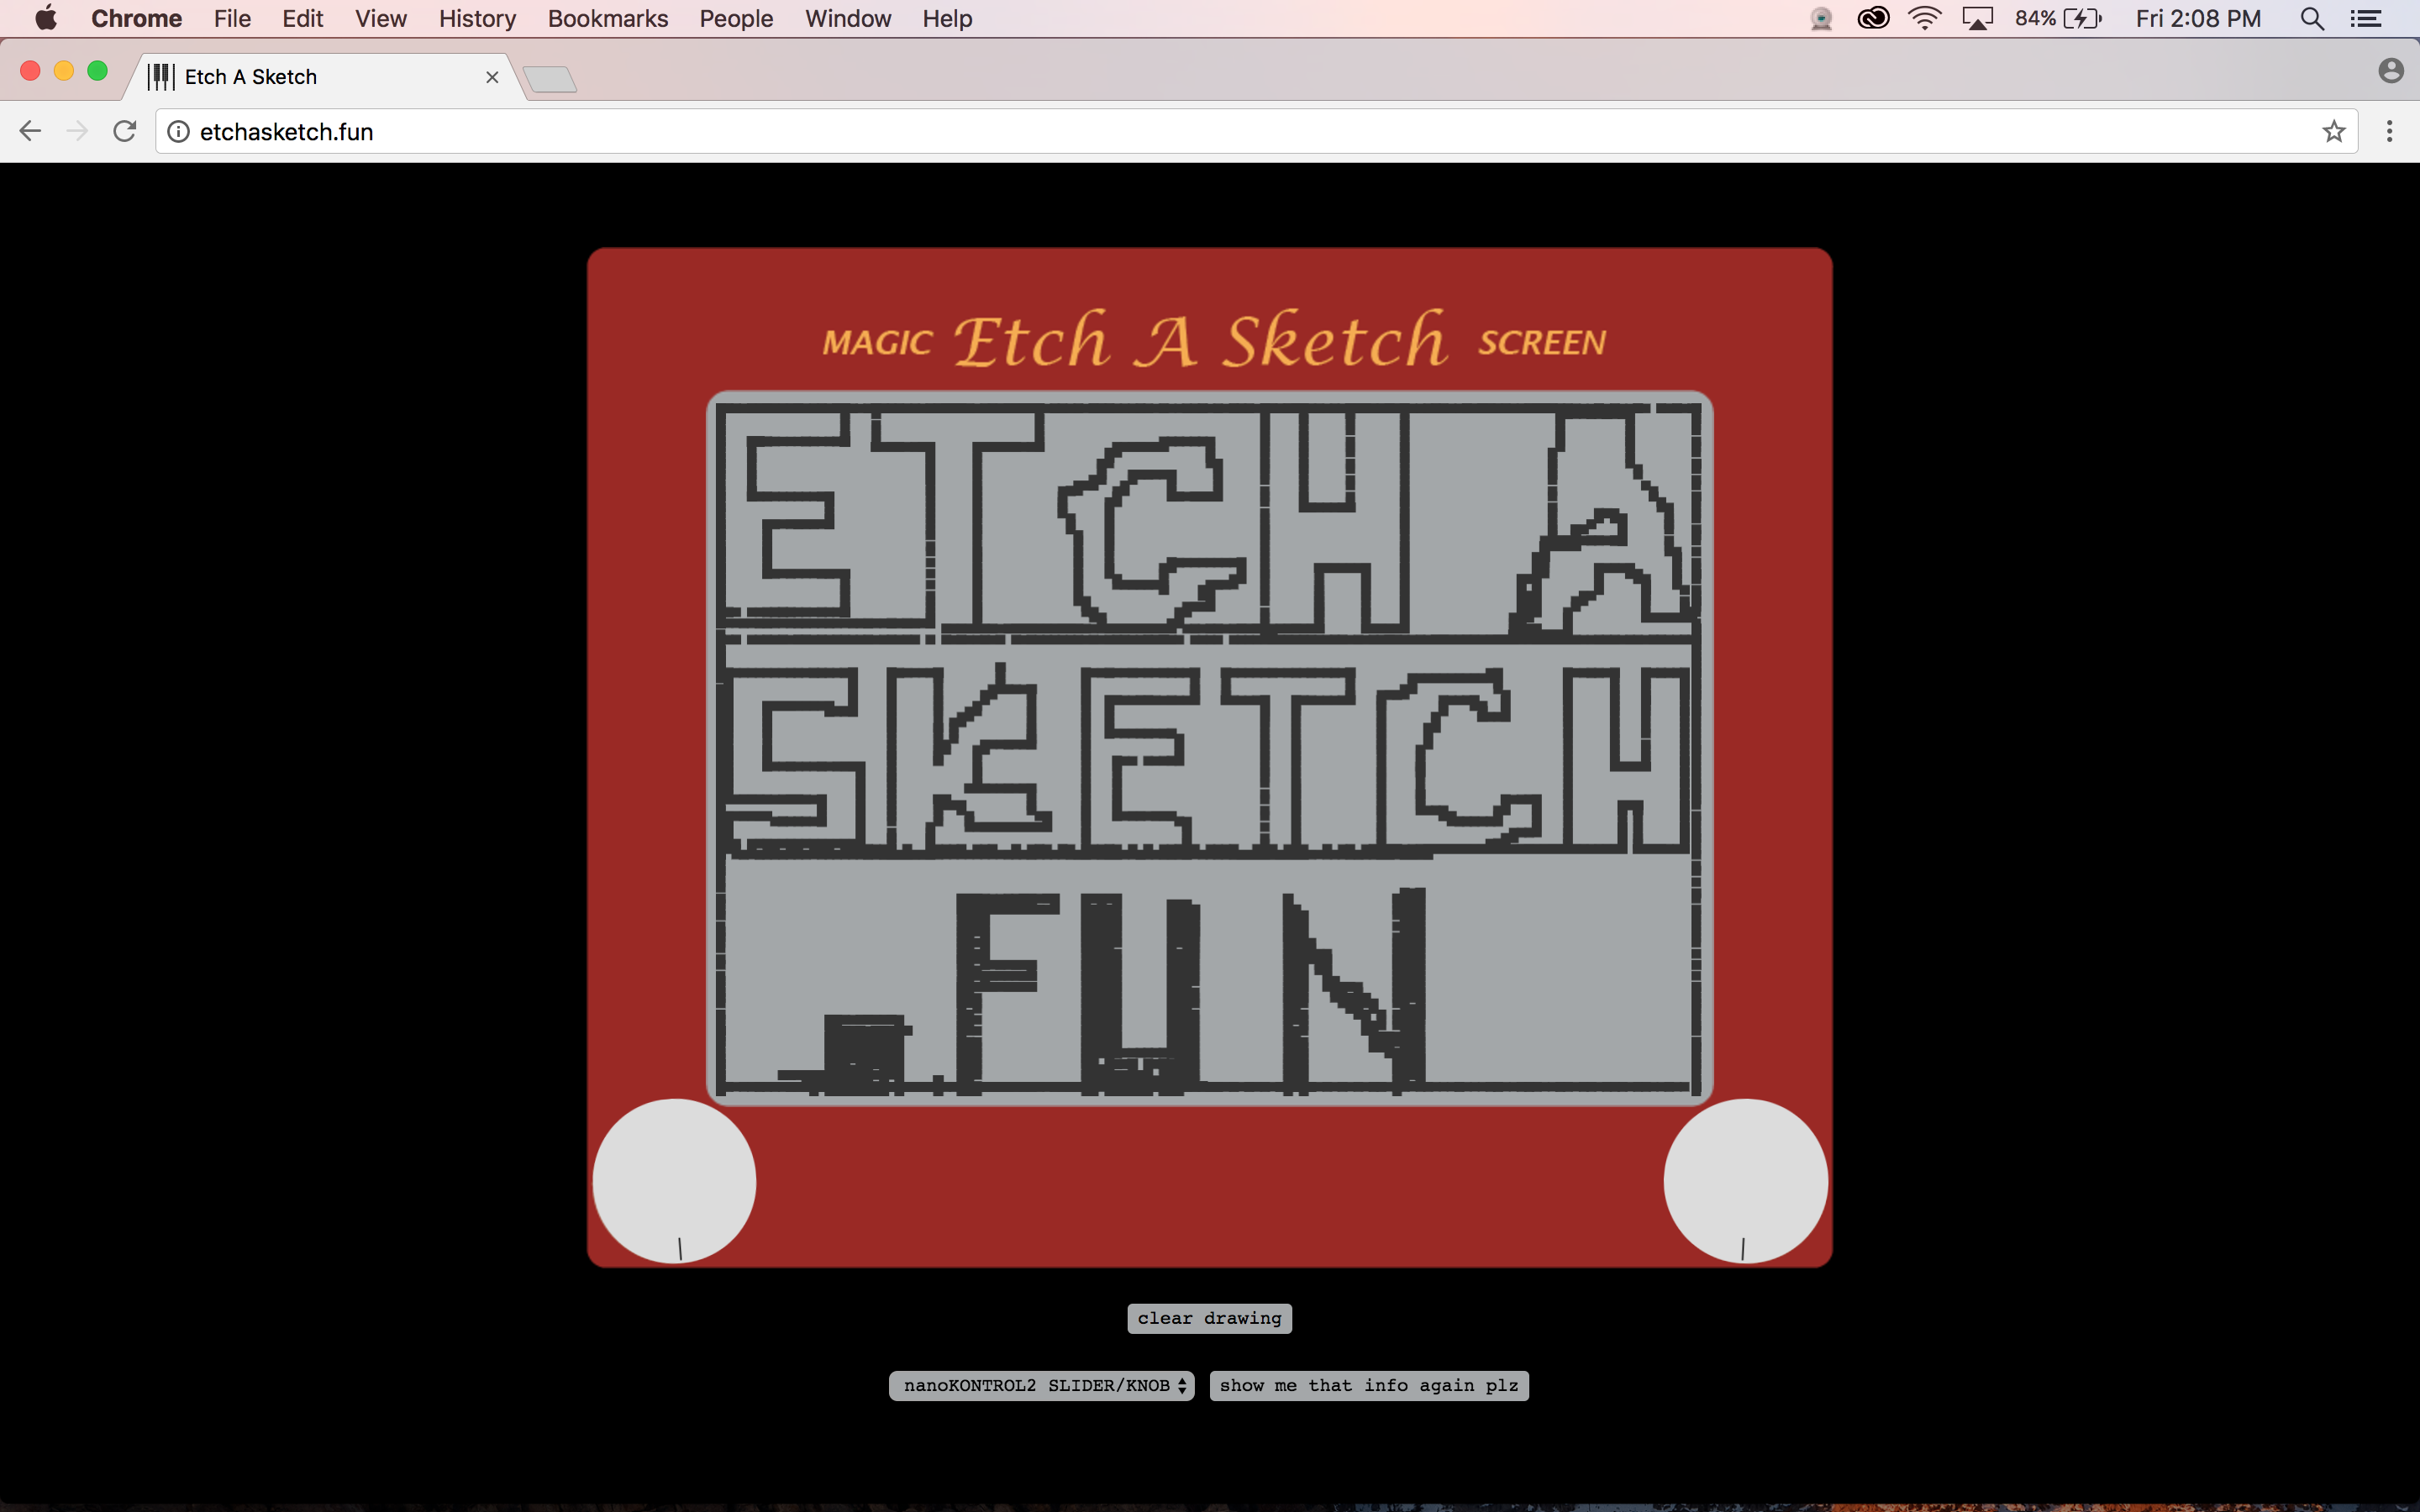 Chrome File Edit View History Bookmarks People Window Help 84% Fri 2:08 PM
Etch A Sketch
etchasketch.fun
MAGIC Etch A Sketch SCREEN
ETCH A
SKETCH
.FUN
clear drawing
nanoKONTROL2 SLIDER/KNOB show me that info again plz